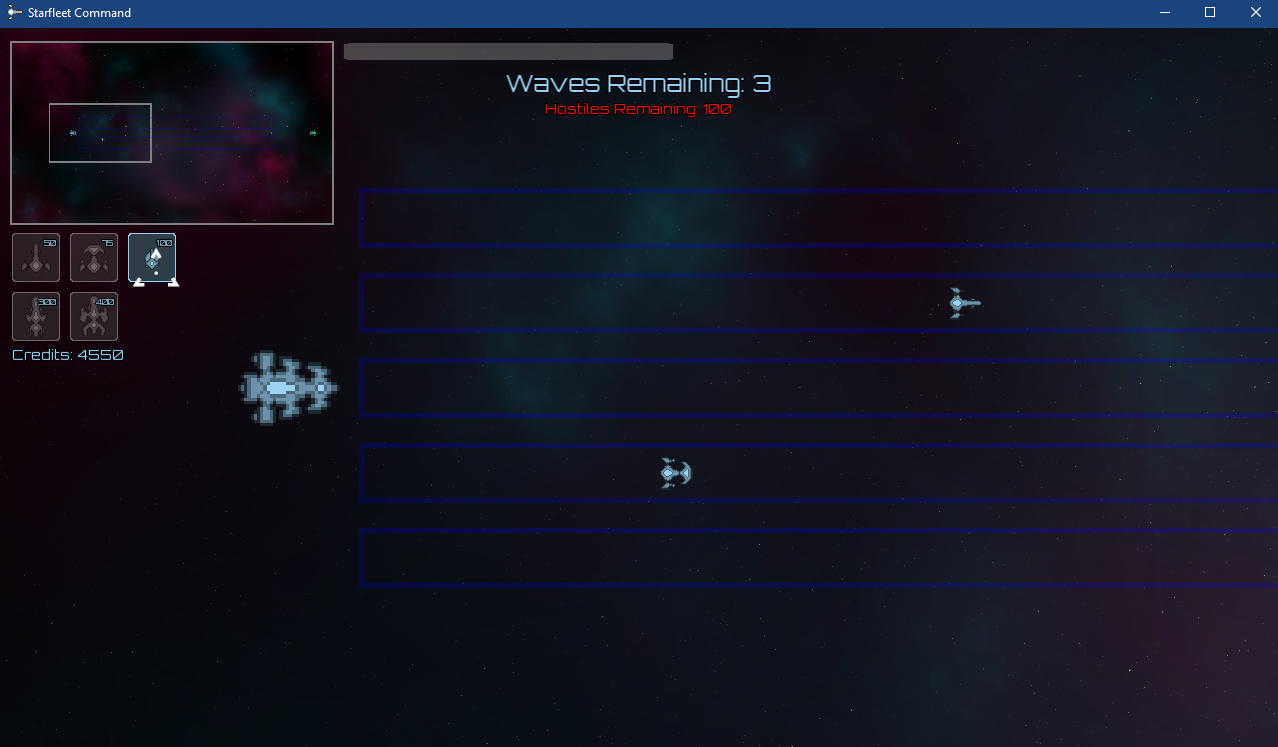 Starfleet Command
Waves Remaining: 3
Hostiles Remaining: 100
50
75
100
300
400
Credits: 4550